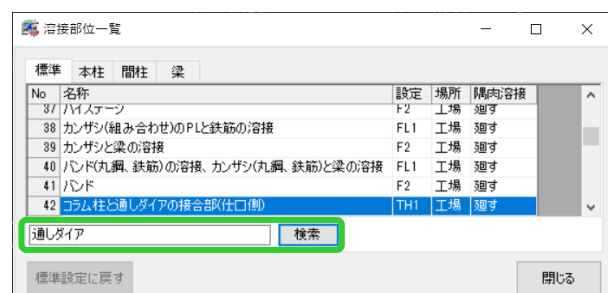 溶接部位一覧
標準 本柱 間柱 梁
No 名称 設定 場所 隅肉溶接
37 ハイステージ F2 工場 廻す
38 カンザシ(組み合わせ)のPLと鉄筋の溶接 FL1 工場 廻す
39 カンザシと梁の溶接 F2 工場 廻す
40 バンド(丸鋼、鉄筋)の溶接、カンザシ(丸鋼、鉄筋)と梁の溶接 FL1 工場 廻す
41 バンド F2 工場 廻す
42 コラム柱と通しダイアの接合部(仕口側) TH1 工場 廻す
通しダイア 検索
標準設定に戻す 閉じる